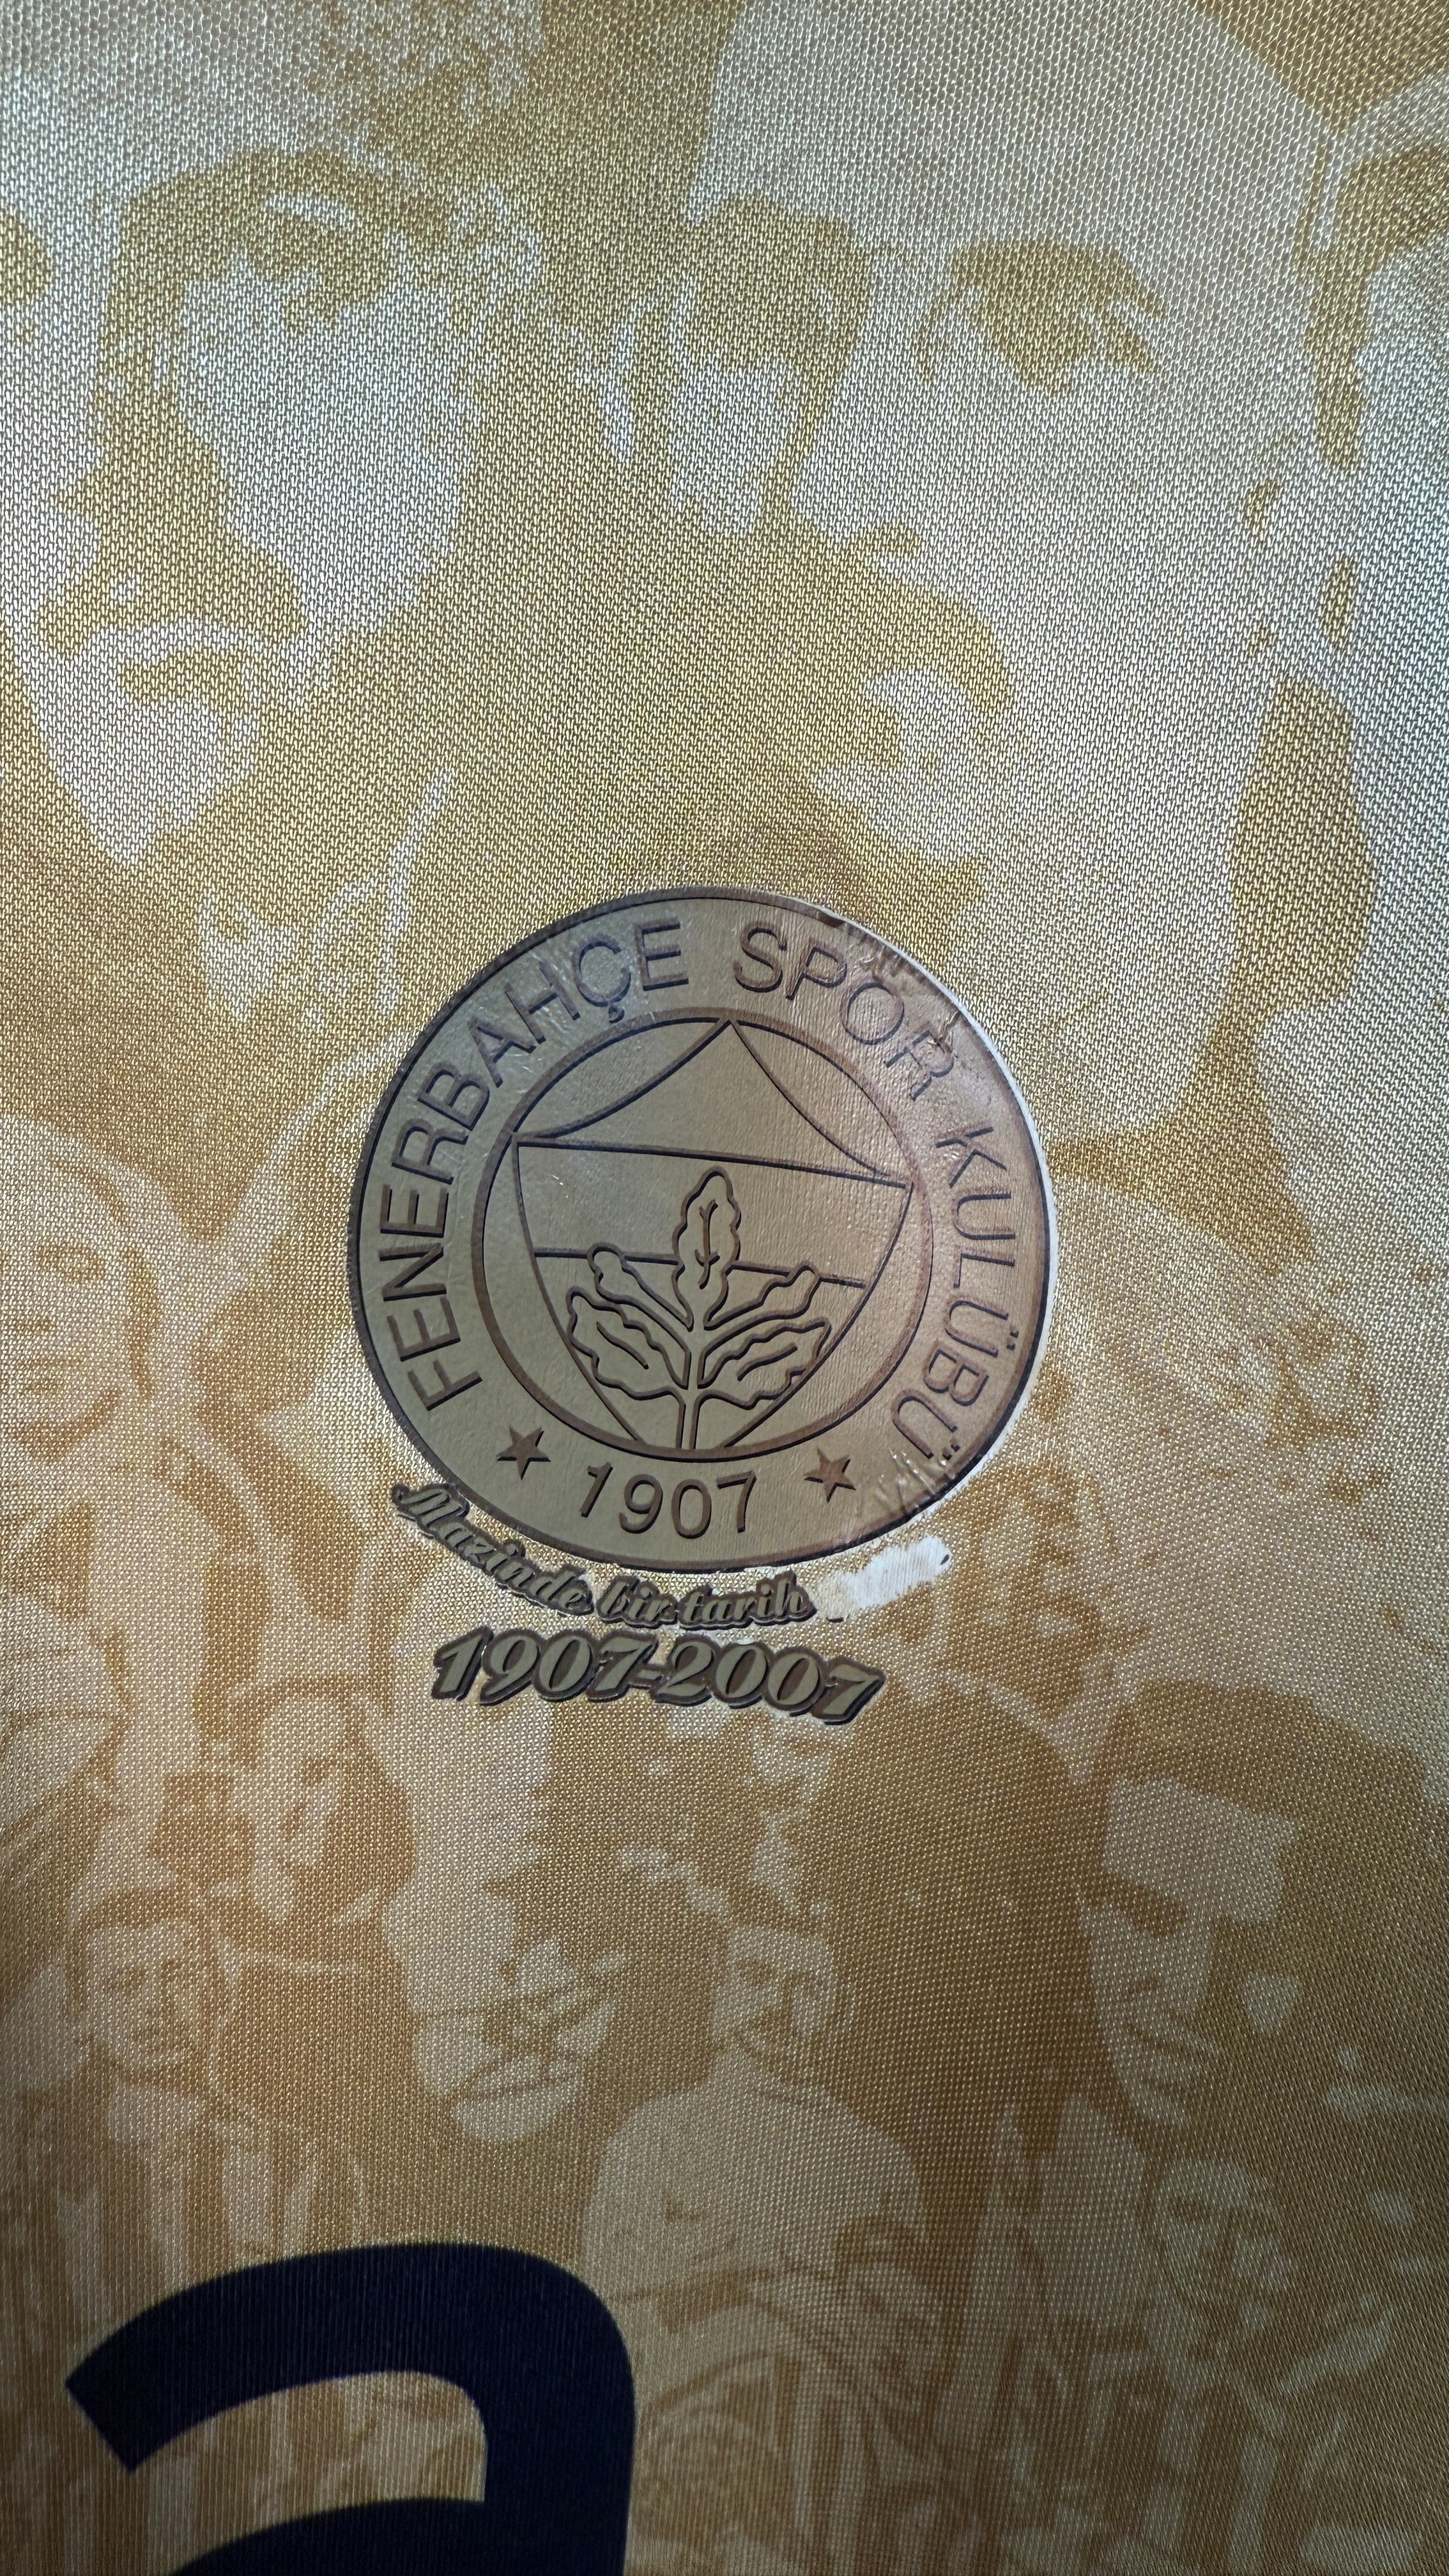 FENERBAHÇE SPOR KULÜBÜ
★ 1907 ★
Mazinde bir tarih
1907-2007